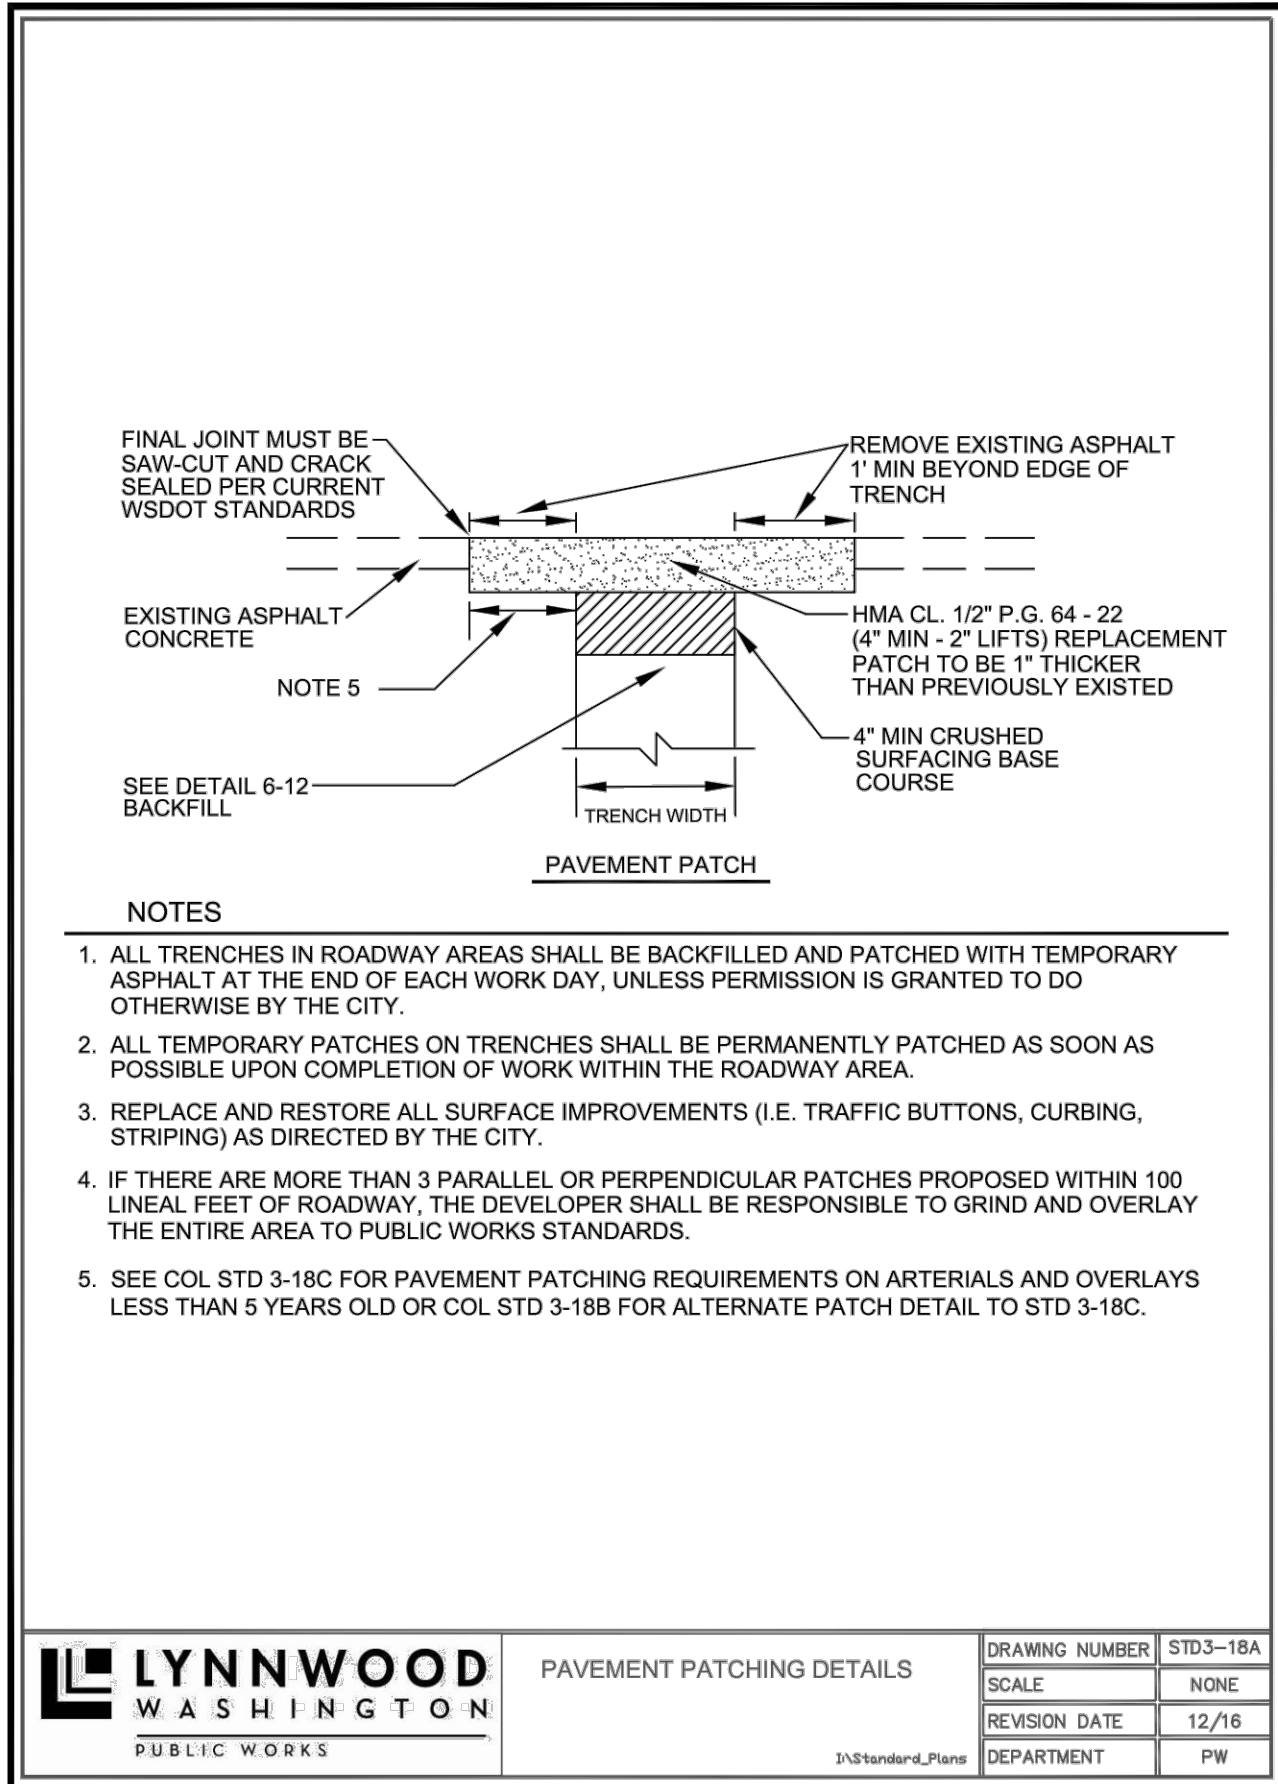 FINAL JOINT MUST BE
SAW-CUT AND CRACK
SEALED PER CURRENT
WSDOT STANDARDS
REMOVE EXISTING ASPHALT
1' MIN BEYOND EDGE OF
TRENCH
EXISTING ASPHALT
CONCRETE
HMA CL. 1/2" P.G. 64 - 22
(4" MIN - 2" LIFTS) REPLACEMENT
PATCH TO BE 1" THICKER
THAN PREVIOUSLY EXISTED
NOTE 5
4" MIN CRUSHED
SURFACING BASE
COURSE
SEE DETAIL 6-12
BACKFILL
TRENCH WIDTH
PAVEMENT PATCH
NOTES
1. ALL TRENCHES IN ROADWAY AREAS SHALL BE BACKFILLED AND PATCHED WITH TEMPORARY
ASPHALT AT THE END OF EACH WORK DAY, UNLESS PERMISSION IS GRANTED TO DO
OTHERWISE BY THE CITY.
2. ALL TEMPORARY PATCHES ON TRENCHES SHALL BE PERMANENTLY PATCHED AS SOON AS
POSSIBLE UPON COMPLETION OF WORK WITHIN THE ROADWAY AREA.
3. REPLACE AND RESTORE ALL SURFACE IMPROVEMENTS (I.E. TRAFFIC BUTTONS, CURBING,
STRIPING) AS DIRECTED BY THE CITY.
4. IF THERE ARE MORE THAN 3 PARALLEL OR PERPENDICULAR PATCHES PROPOSED WITHIN 100
LINEAL FEET OF ROADWAY, THE DEVELOPER SHALL BE RESPONSIBLE TO GRIND AND OVERLAY
THE ENTIRE AREA TO PUBLIC WORKS STANDARDS.
5. SEE COL STD 3-18C FOR PAVEMENT PATCHING REQUIREMENTS ON ARTERIALS AND OVERLAYS
LESS THAN 5 YEARS OLD OR COL STD 3-18B FOR ALTERNATE PATCH DETAIL TO STD 3-18C.
LYNNWOOD
WASHINGTON
PUBLIC WORKS
PAVEMENT PATCHING DETAILS
I:\Standard_Plans
DRAWING NUMBER STD3-18A
SCALE NONE
REVISION DATE 12/16
DEPARTMENT PW